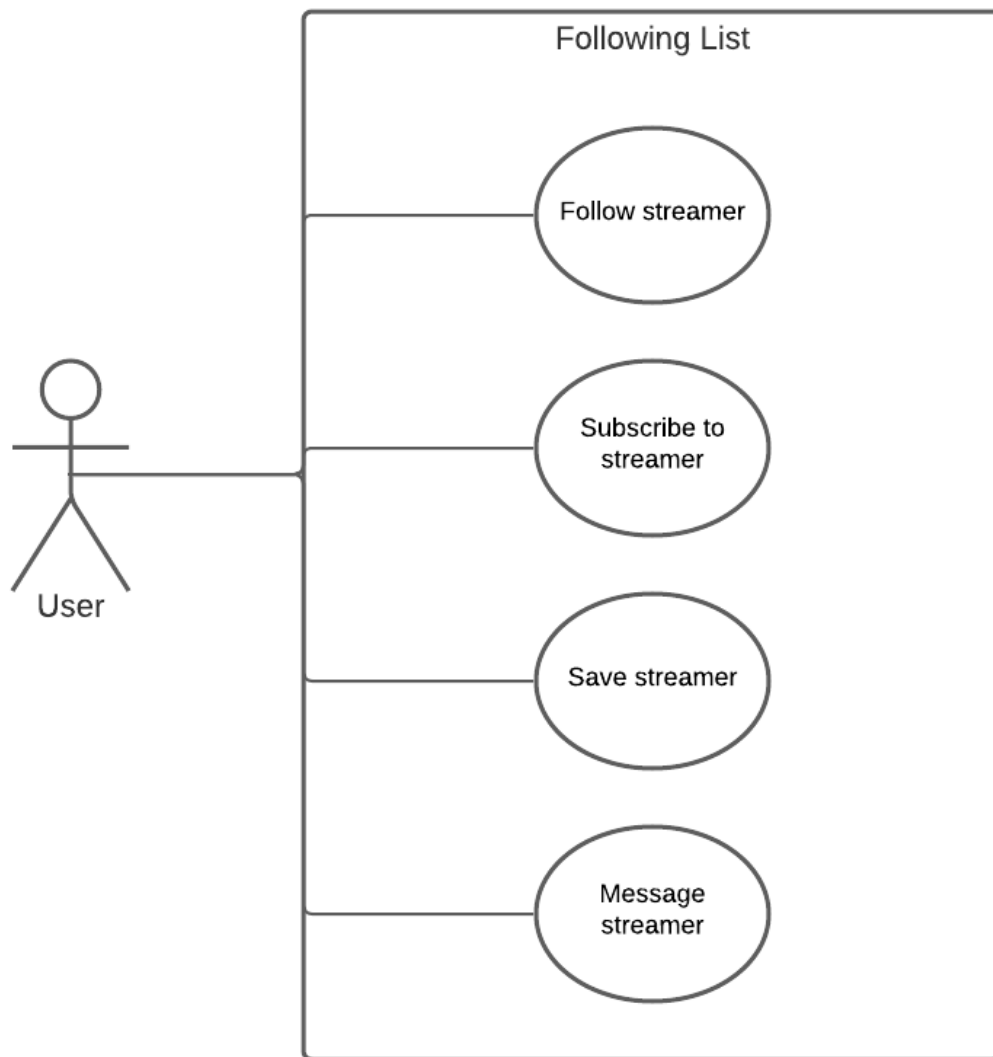 Following List
Follow streamer
Subscribe to
streamer
User
Save streamer
Message
streamer